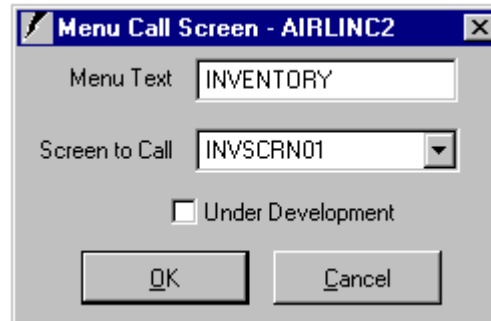 Menu Call Screen - AIRLINC2
Menu Text INVENTORY
Screen to Call INVSCRN01
Under Development
OK Cancel